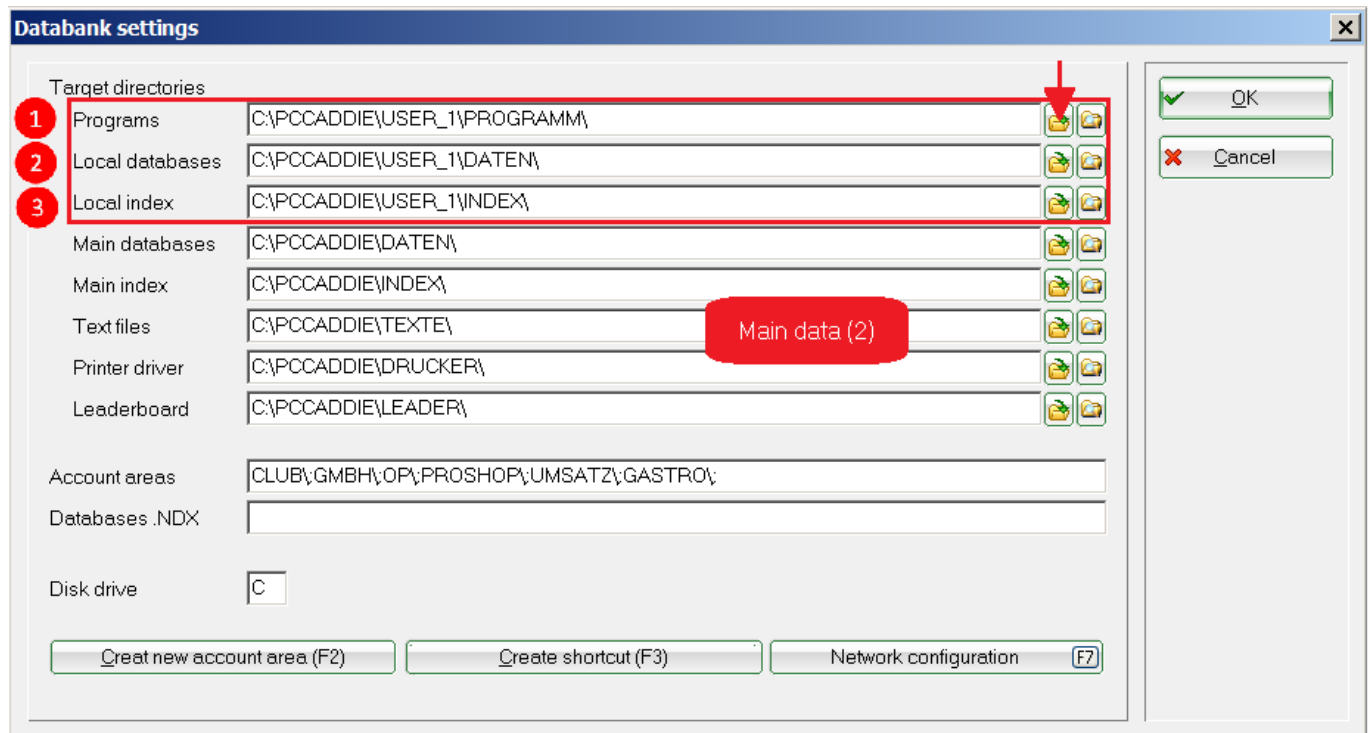 Databank settings
Target directories
1 Programs C:\PCCADDIE\USER_1\PROGRAMM\
2 Local databases C:\PCCADDIE\USER_1\DATEN\
3 Local index C:\PCCADDIE\USER_1\INDEX\
Main databases C:\PCCADDIE\DATEN\
Main index C:\PCCADDIE\INDEX\
Text files C:\PCCADDIE\TEXTE\
Main data (2)
Printer driver C:\PCCADDIE\DRUCKER\
Leaderboard C:\PCCADDIE\LEADER\
Account areas CLUB\;GMBH\;OP\;PROSHOP\;UMSATZ\;GASTRO\;
Databases .NDX
Disk drive C
Creat new account area (F2) Create shortcut (F3) Network configuration F7
OK
Cancel